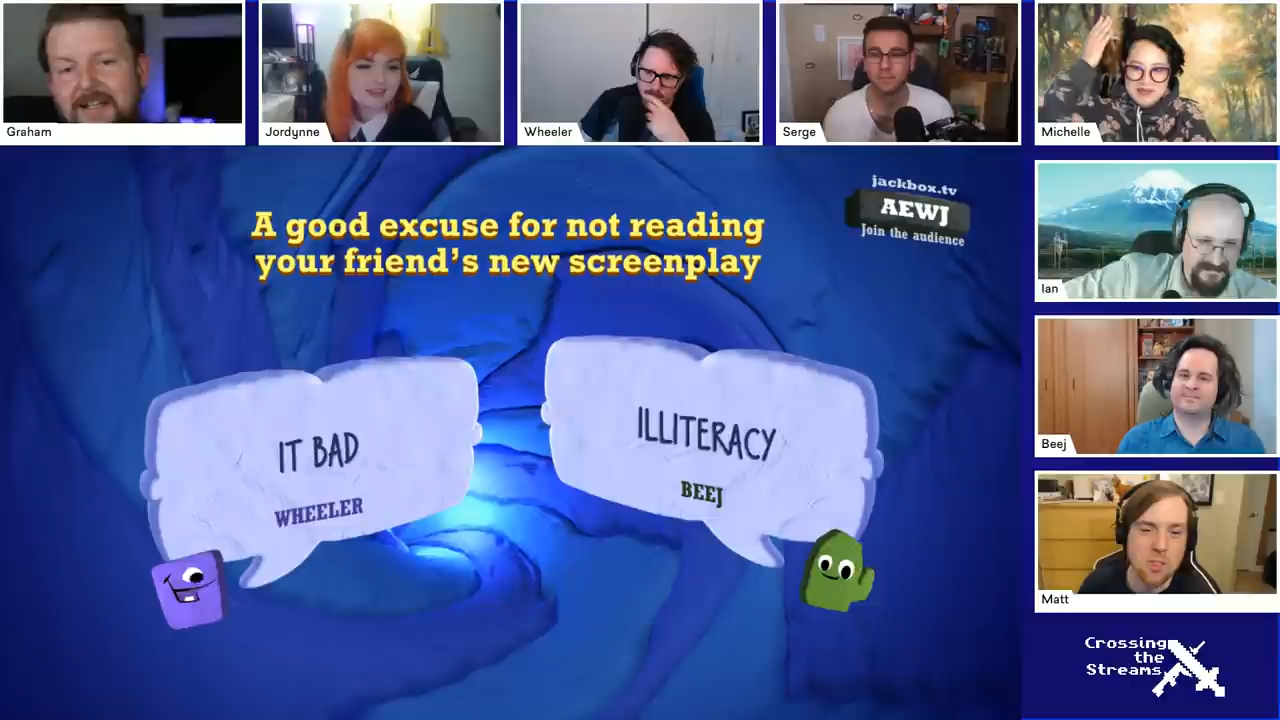 Graham
Jordynne
Wheeler
Serge
Michelle
jackbox.tv
AEWJ
Join the audience
A good excuse for not reading
your friend's new screenplay
Ian
IT BAD
WHEELER
ILLITERACY
BEEJ
Beej
Matt
Crossing
the
Streams